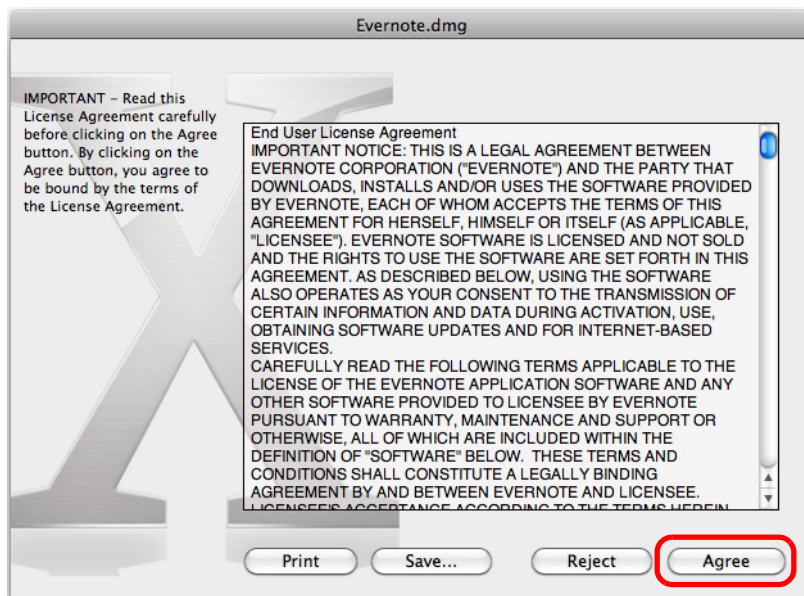 Evernote.dmg
IMPORTANT – Read this
License Agreement carefully
before clicking on the Agree
button. By clicking on the
Agree button, you agree to
be bound by the terms of
the License Agreement.
End User License Agreement
IMPORTANT NOTICE: THIS IS A LEGAL AGREEMENT BETWEEN
EVERNOTE CORPORATION ("EVERNOTE") AND THE PARTY THAT
DOWNLOADS, INSTALLS AND/OR USES THE SOFTWARE PROVIDED
BY EVERNOTE, EACH OF WHOM ACCEPTS THE TERMS OF THIS
AGREEMENT FOR HERSELF, HIMSELF OR ITSELF (AS APPLICABLE,
"LICENSEE"). EVERNOTE SOFTWARE IS LICENSED AND NOT SOLD
AND THE RIGHTS TO USE THE SOFTWARE ARE SET FORTH IN THIS
AGREEMENT. AS DESCRIBED BELOW, USING THE SOFTWARE
ALSO OPERATES AS YOUR CONSENT TO THE TRANSMISSION OF
CERTAIN INFORMATION AND DATA DURING ACTIVATION, USE,
OBTAINING SOFTWARE UPDATES AND FOR INTERNET-BASED
SERVICES.
CAREFULLY READ THE FOLLOWING TERMS APPLICABLE TO THE
LICENSE OF THE EVERNOTE APPLICATION SOFTWARE AND ANY
OTHER SOFTWARE PROVIDED TO LICENSEE BY EVERNOTE
PURSUANT TO WARRANTY, MAINTENANCE AND SUPPORT OR
OTHERWISE, ALL OF WHICH ARE INCLUDED WITHIN THE
DEFINITION OF "SOFTWARE" BELOW.  THESE TERMS AND
CONDITIONS SHALL CONSTITUTE A LEGALLY BINDING
AGREEMENT BY AND BETWEEN EVERNOTE AND LICENSEE.
LICENSEE'S ACCEPTANCE ACCORDING TO THE TERMS HEREIN
Print Save... Reject Agree